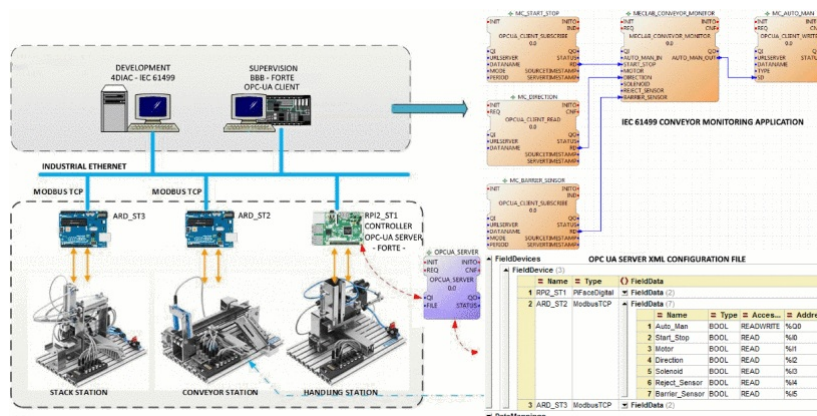 DEVELOPMENT
4DIAC - IEC 61499
SUPERVISION
BBB - FORTE
OPC-UA CLIENT
INDUSTRIAL ETHERNET
MODBUS TCP
MODBUS TCP
ARD_ST3
ARD_ST2
RPI2_ST1
CONTROLLER
OPC-UA SERVER
- FORTE -
STACK STATION
CONVEYOR STATION
HANDLING STATION
OPCUA_SERVER
INIT INITO
REQ CNF
OPCUA_SERVER
0.0
QI QO
FILE STATUS
MC_START_STOP
INIT INITO
IND
OPCUA_CLIENT_SUBSCRIBE
0.0
QI QO
URLSERVER STATUS
DATANAME RD
MODE SOURCETIMESTAMP
PERIOD SERVERTIMESTAMP
MECLAB_CONVEYOR_MONITOR
INIT INITO
REQ CNF
MECLAB_CONVEYOR_MONITOR
0.0
QI QO
AUTO_MAN_IN AUTO_MAN_OUT
START_STOP
MOTOR
DIRECTION
SOLENOID
REJECT_SENSOR
BARRIER_SENSOR
MC_AUTO_MAN
INIT INITO
REQ CNF
OPCUA_CLIENT_WRITE
0.0
QI
URLSERVER STATUS
DATANAME
TYPE
SD
MC_DIRECTION
INIT INITO
REQ CNF
OPCUA_CLIENT_READ
0.0
QI QO
URLSERVER STATUS
DATANAME RD
SOURCETIMESTAMP
SERVERTIMESTAMP
IEC 61499 CONVEYOR MONITORING APPLICATION
MC_BARRIER_SENSOR
INIT INITO
IND
OPCUA_CLIENT_SUBSCRIBE
0.0
QI QO
URLSERVER STATUS
DATANAME RD
MODE SOURCETIMESTAMP
PERIOD SERVERTIMESTAMP
OPC UA SERVER XML CONFIGURATION FILE
FieldDevices
FieldDevice (3)
= Name = Type {} FieldData
1 RPI2_ST1 PiFaceDigital FieldData (2)
2 ARD_ST2 ModbusTCP FieldData (7)
= Name = Type = Acces... = Addre
1 Auto_Man BOOL READWRITE %Q0
2 Start_Stop BOOL READ %I0
3 Motor BOOL READ %I1
4 Direction BOOL READ %I2
5 Solenoid BOOL READ %I3
6 Reject_Sensor BOOL READ %I4
7 Barrier_Sensor BOOL READ %I5
3 ARD_ST3 ModbusTCP FieldData (2)